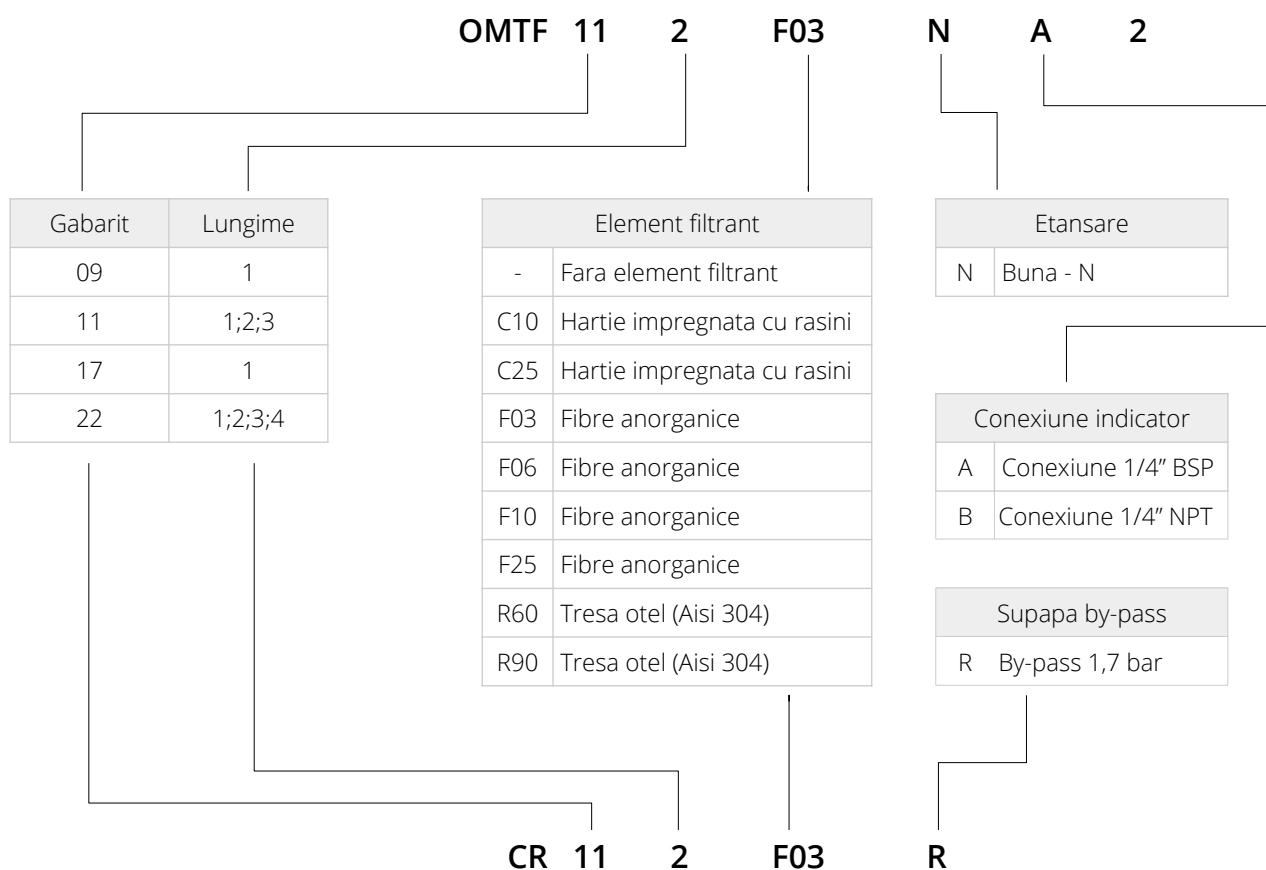 OMTF 11 2 F03 N A 2
Gabarit Lungime
09 1
11 1;2;3
17 1
22 1;2;3;4
Element filtrant
- Fara element filtrant
C10 Hartie impregnata cu rasini
C25 Hartie impregnata cu rasini
F03 Fibre anorganice
F06 Fibre anorganice
F10 Fibre anorganice
F25 Fibre anorganice
R60 Tresa otel (Aisi 304)
R90 Tresa otel (Aisi 304)
Etansare
N Buna - N
Conexiune indicator
A Conexiune 1/4” BSP
B Conexiune 1/4” NPT
Supapa by-pass
R By-pass 1,7 bar
CR 11 2 F03 R